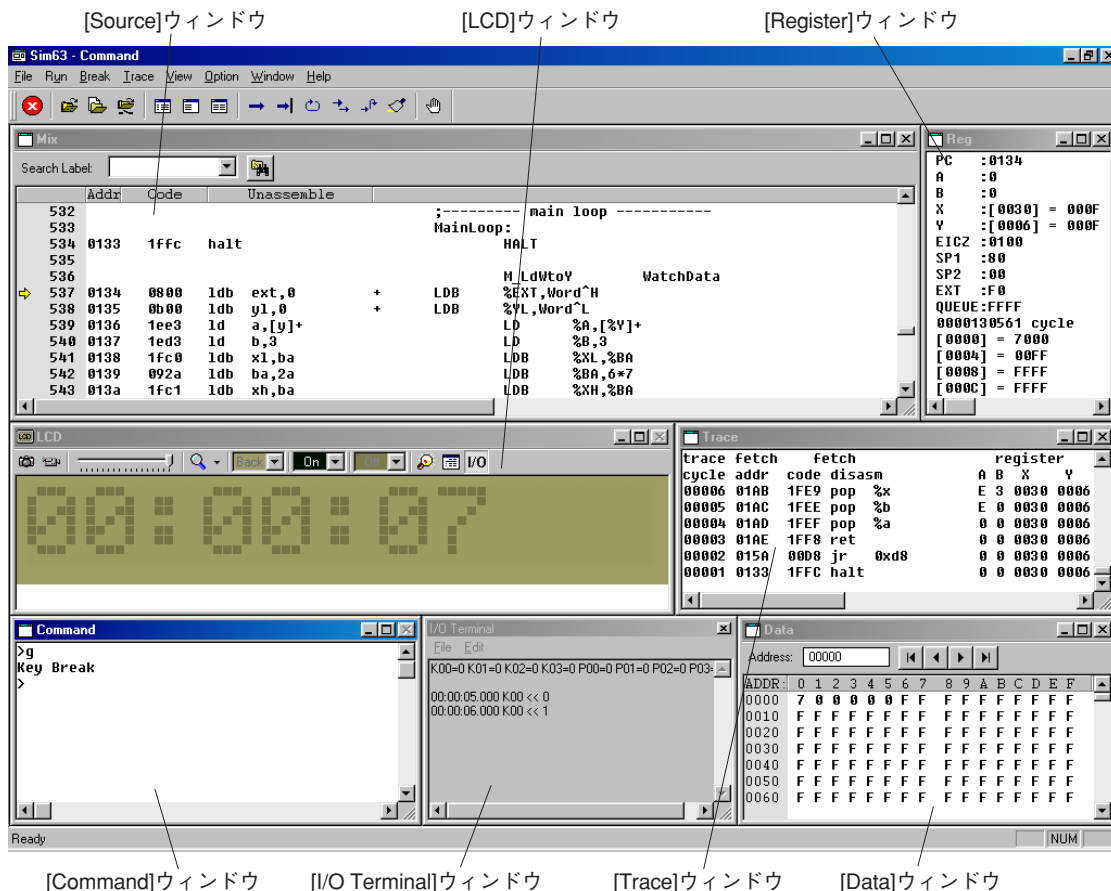 [Source]ウィンドウ [LCD]ウィンドウ [Register]ウィンドウ
Sim63 - Command
File Run Break Trace View Option Window Help
Mix
Search Label:
Addr Code Unassemble
532 ;--------- main loop -----------
533 MainLoop:
534 0133 1ffc halt HALT
535
536 M_LdWtoY WatchData
537 0134 0800 ldb ext,0 + LDB %EXT,Word^H
538 0135 0b00 ldb yl,0 + LDB %YL,Word^L
539 0136 1ee3 ld a,[y]+ LD %A,[%Y]+
540 0137 1ed3 ld b,3 LD %B,3
541 0138 1fc0 ldb xl,ba LDB %XL,%BA
542 0139 092a ldb ba,2a LDB %BA,6*7
543 013a 1fc1 ldb xh,ba LDB %XH,%BA
Reg
PC :0134
A :0
B :0
X :[0030] = 000F
Y :[0006] = 000F
EICZ :0100
SP1 :80
SP2 :00
EXT :F0
QUEUE:FFFF
0000130561 cycle
[0000] = 7000
[0004] = 00FF
[0008] = FFFF
[000C] = FFFF
LCD
Back On Off I/O
00:00:07
Trace
trace fetch fetch register
cycle addr code disasm A B X Y
00006 01AB 1FE9 pop %x E 3 0030 0006
00005 01AC 1FEE pop %b E 0 0030 0006
00004 01AD 1FEF pop %a 0 0 0030 0006
00003 01AE 1FF8 ret 0 0 0030 0006
00002 015A 00D8 jr 0xd8 0 0 0030 0006
00001 0133 1FFC halt 0 0 0030 0006
Command
>g
Key Break
>
I/O Terminal
File Edit
K00=0 K01=0 K02=0 K03=0 P00=0 P01=0 P02=0 P03=
00:00:05.000 K00 << 0
00:00:06.000 K00 << 1
Data
Address: 00000
ADDR: 0 1 2 3 4 5 6 7 8 9 A B C D E F
0000 7 0 0 0 0 0 F F F F F F F F F F
0010 F F F F F F F F F F F F F F F F
0020 F F F F F F F F F F F F F F F F
0030 F F F F F F F F F F F F F F F F
0040 F F F F F F F F F F F F F F F F
0050 F F F F F F F F F F F F F F F F
0060 F F F F F F F F F F F F F F F F
Ready NUM
[Command]ウィンドウ [I/O Terminal]ウィンドウ [Trace]ウィンドウ [Data]ウィンドウ